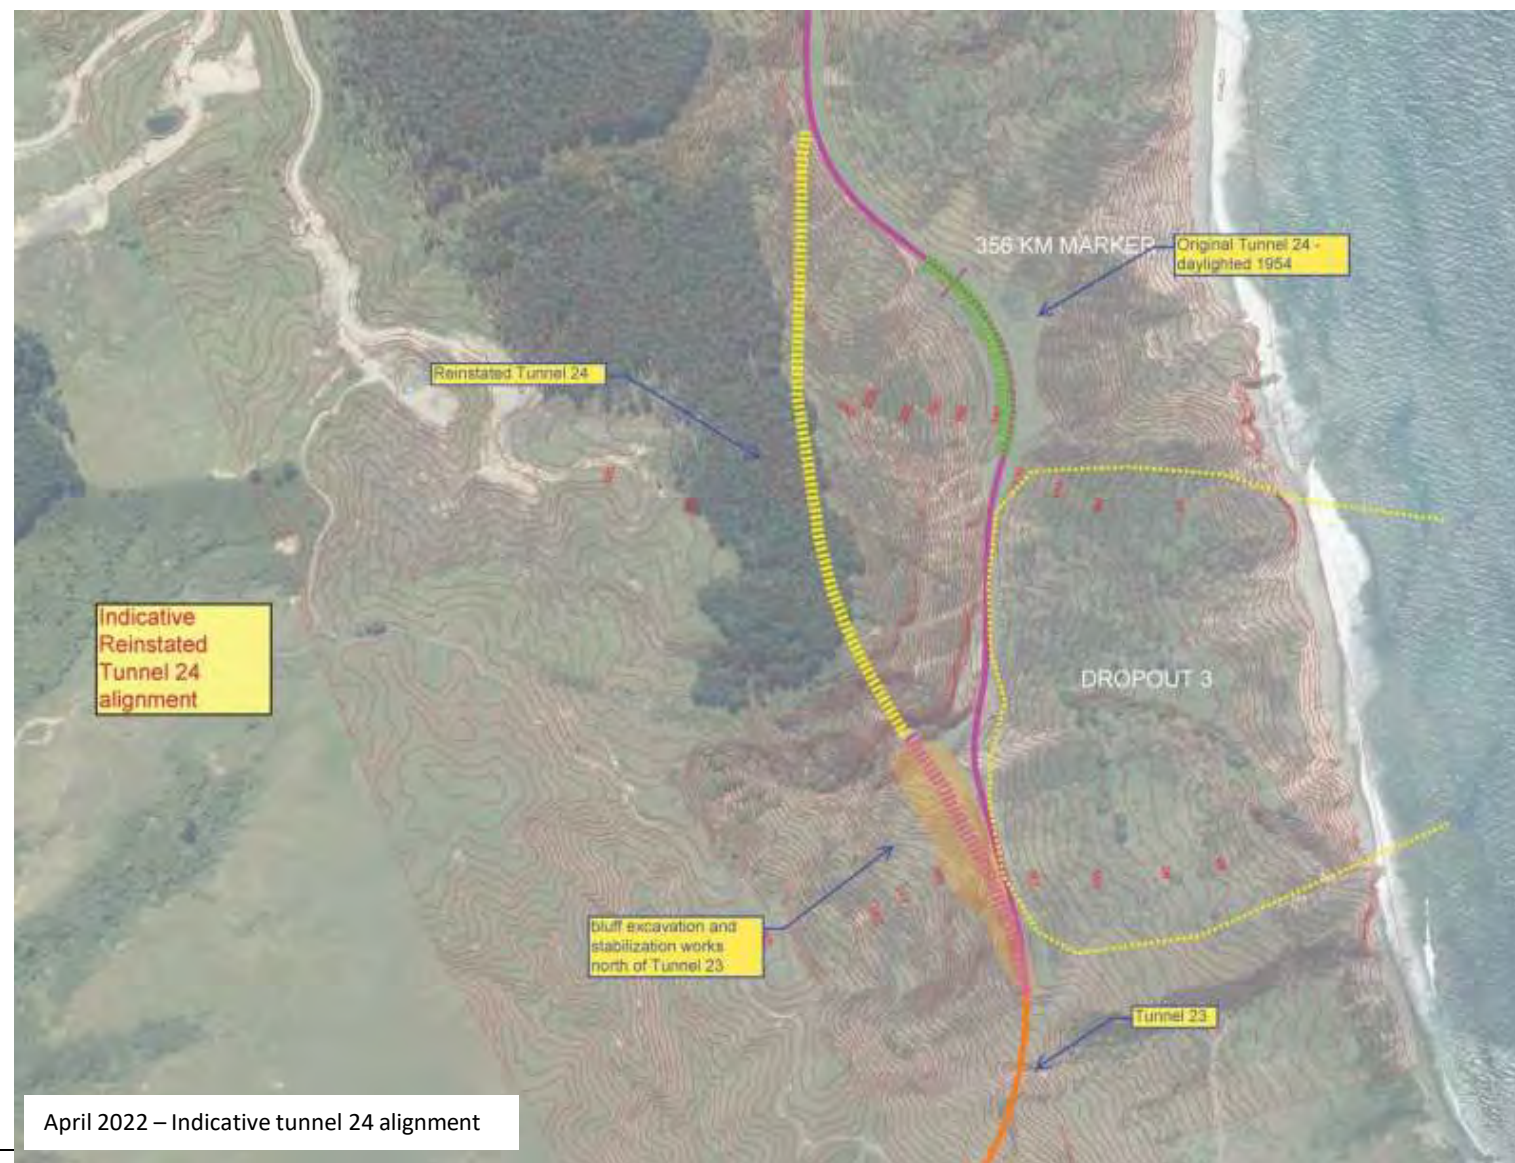 356 KM MARKER
Original Tunnel 24 -
daylighted 1954
Reinstated Tunnel 24
Indicative
Reinstated
Tunnel 24
alignment
DROPOUT 3
bluff excavation and
stabilization works
north of Tunnel 23
Tunnel 23
April 2022 – Indicative tunnel 24 alignment